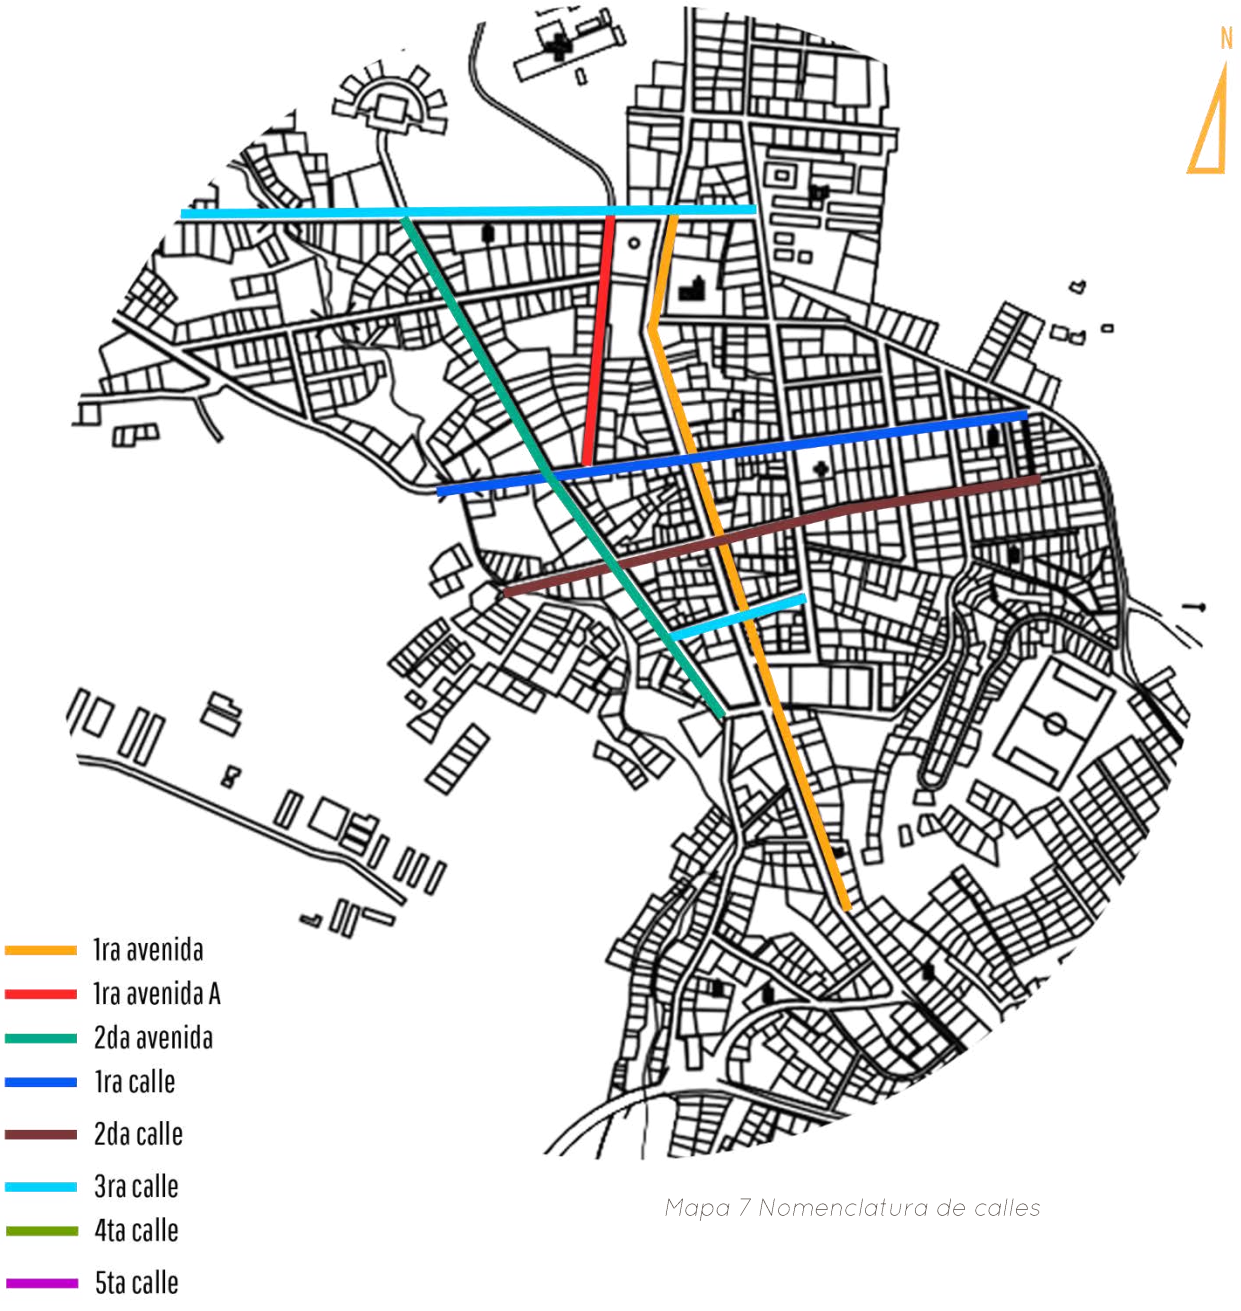 N
1ra avenida
1ra avenida A
2da avenida
1ra calle
2da calle
3ra calle
4ta calle
5ta calle
Mapa 7 Nomenclatura de calles